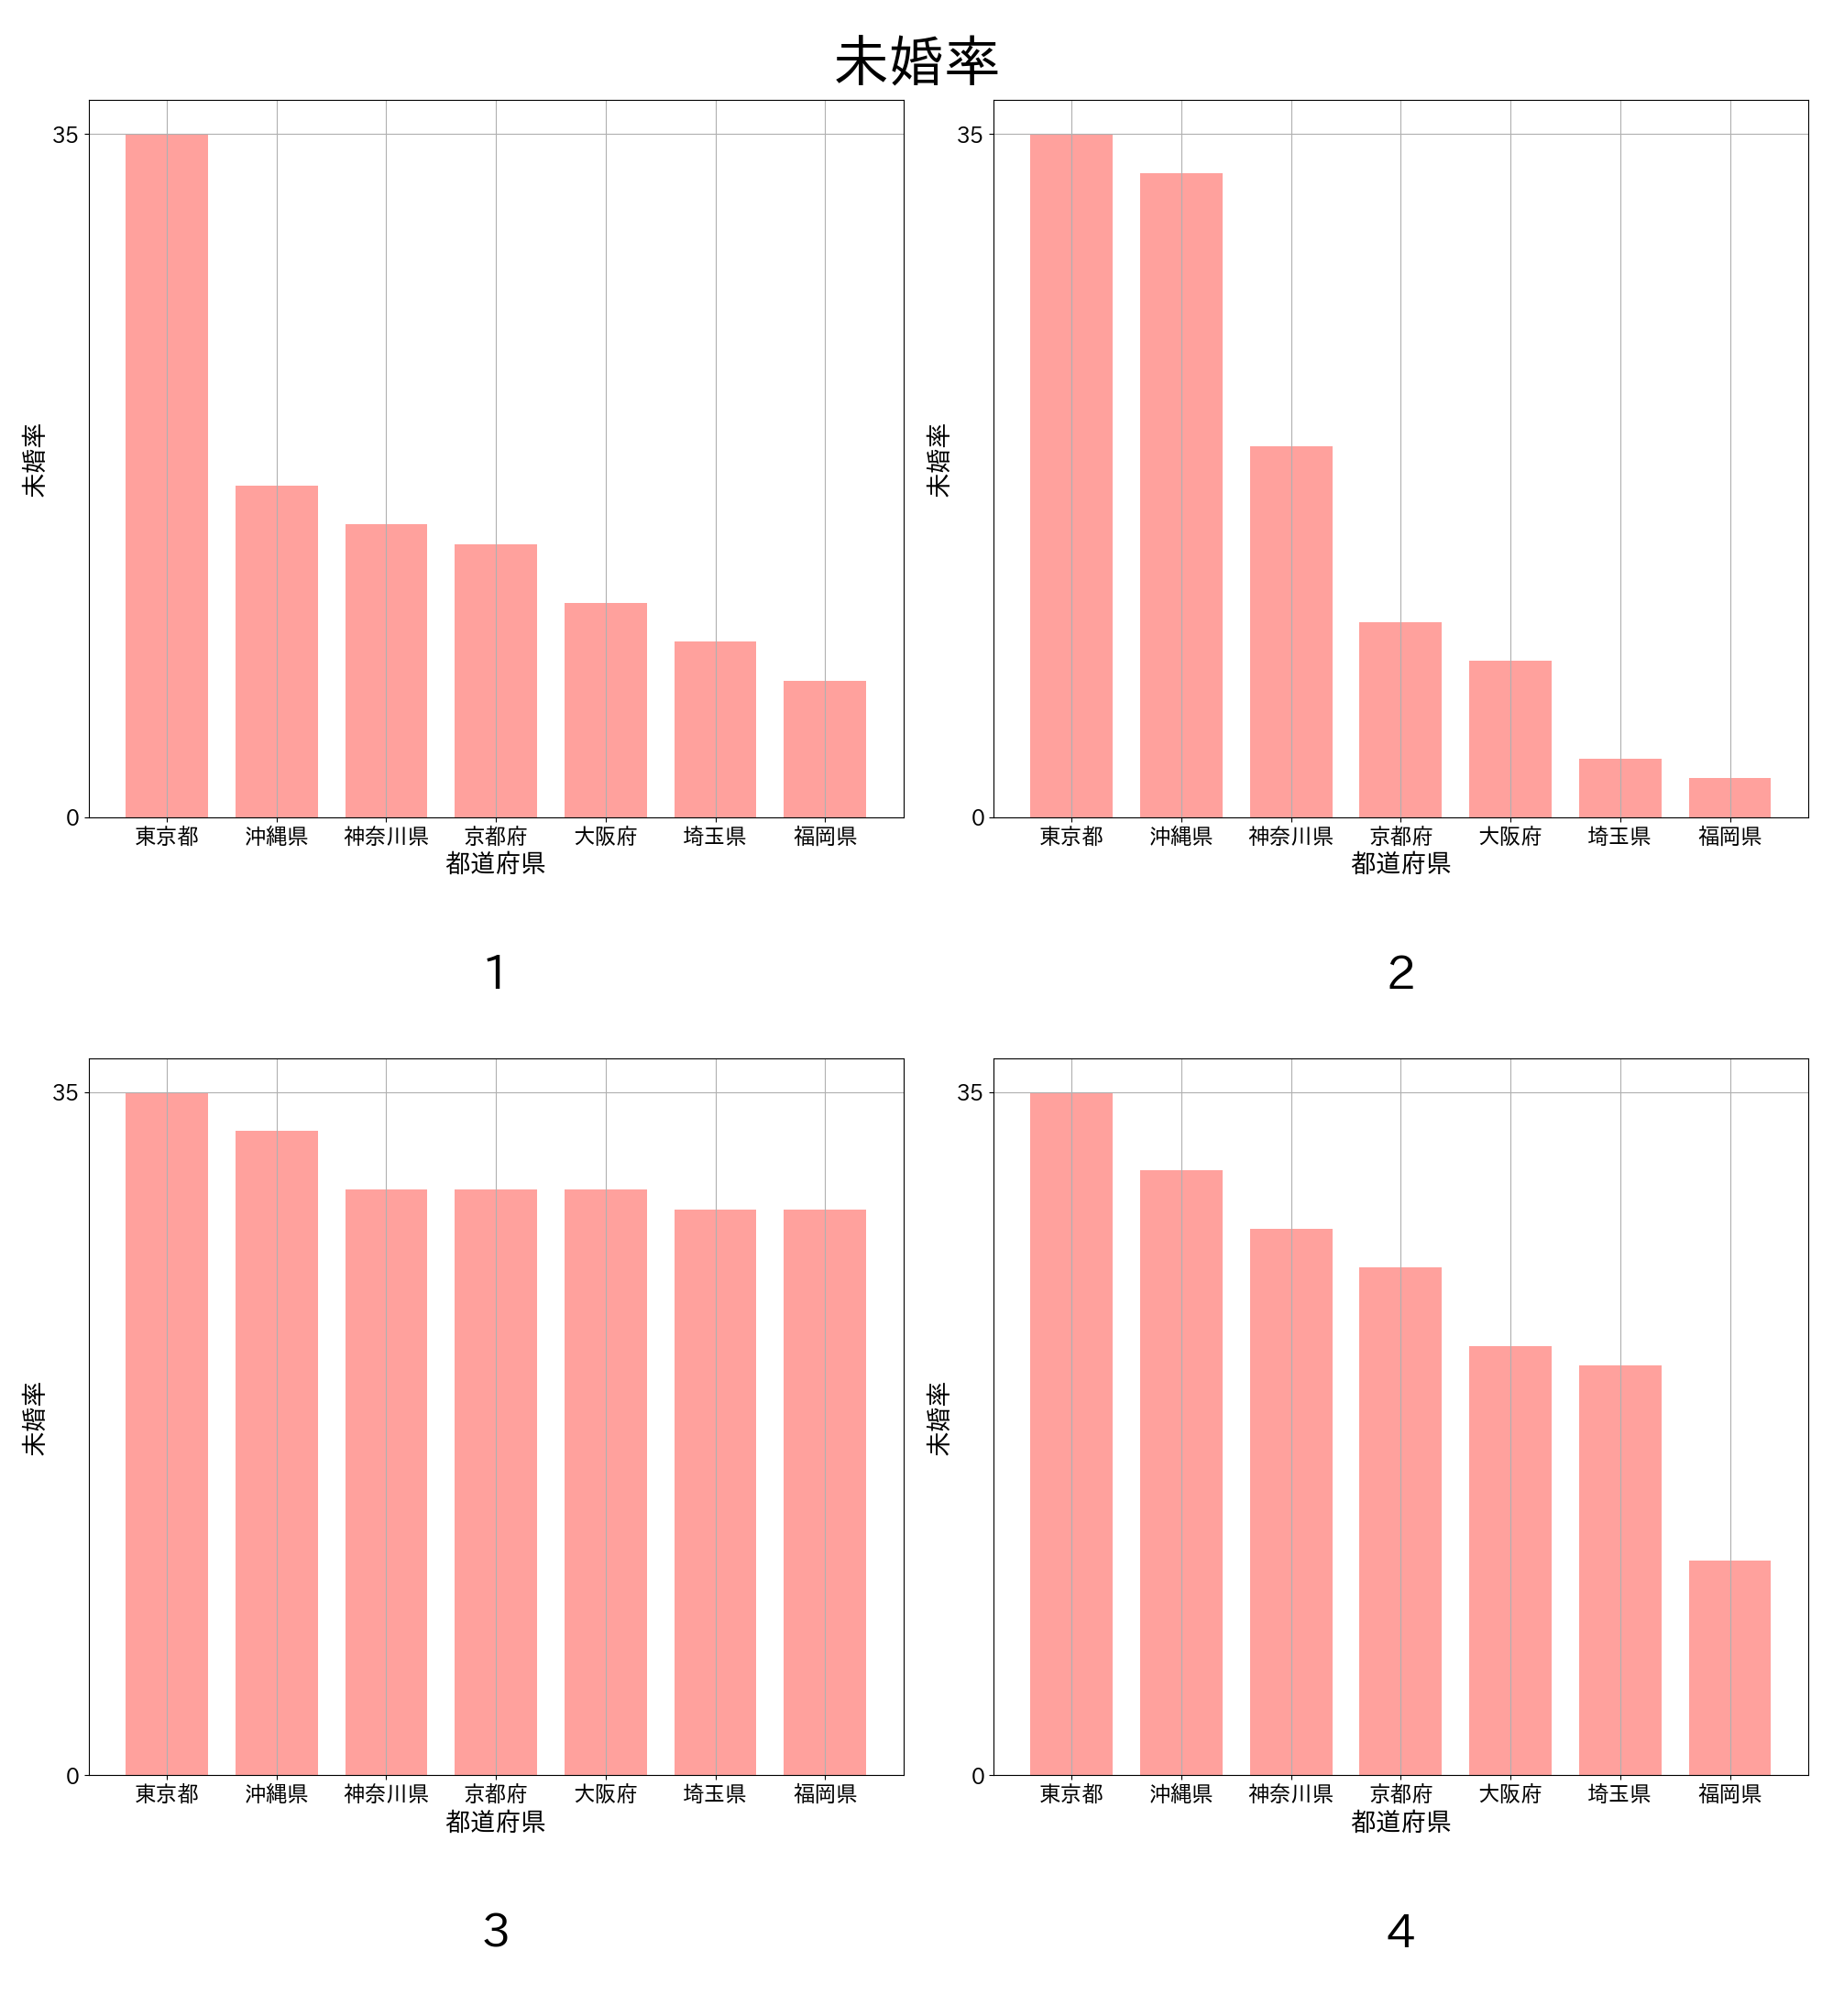 未婚率
35
0
未婚率
東京都 沖縄県 神奈川県 京都府 大阪府 埼玉県 福岡県
都道府県
1
35
0
未婚率
東京都 沖縄県 神奈川県 京都府 大阪府 埼玉県 福岡県
都道府県
2
35
0
未婚率
東京都 沖縄県 神奈川県 京都府 大阪府 埼玉県 福岡県
都道府県
3
35
0
未婚率
東京都 沖縄県 神奈川県 京都府 大阪府 埼玉県 福岡県
都道府県
4